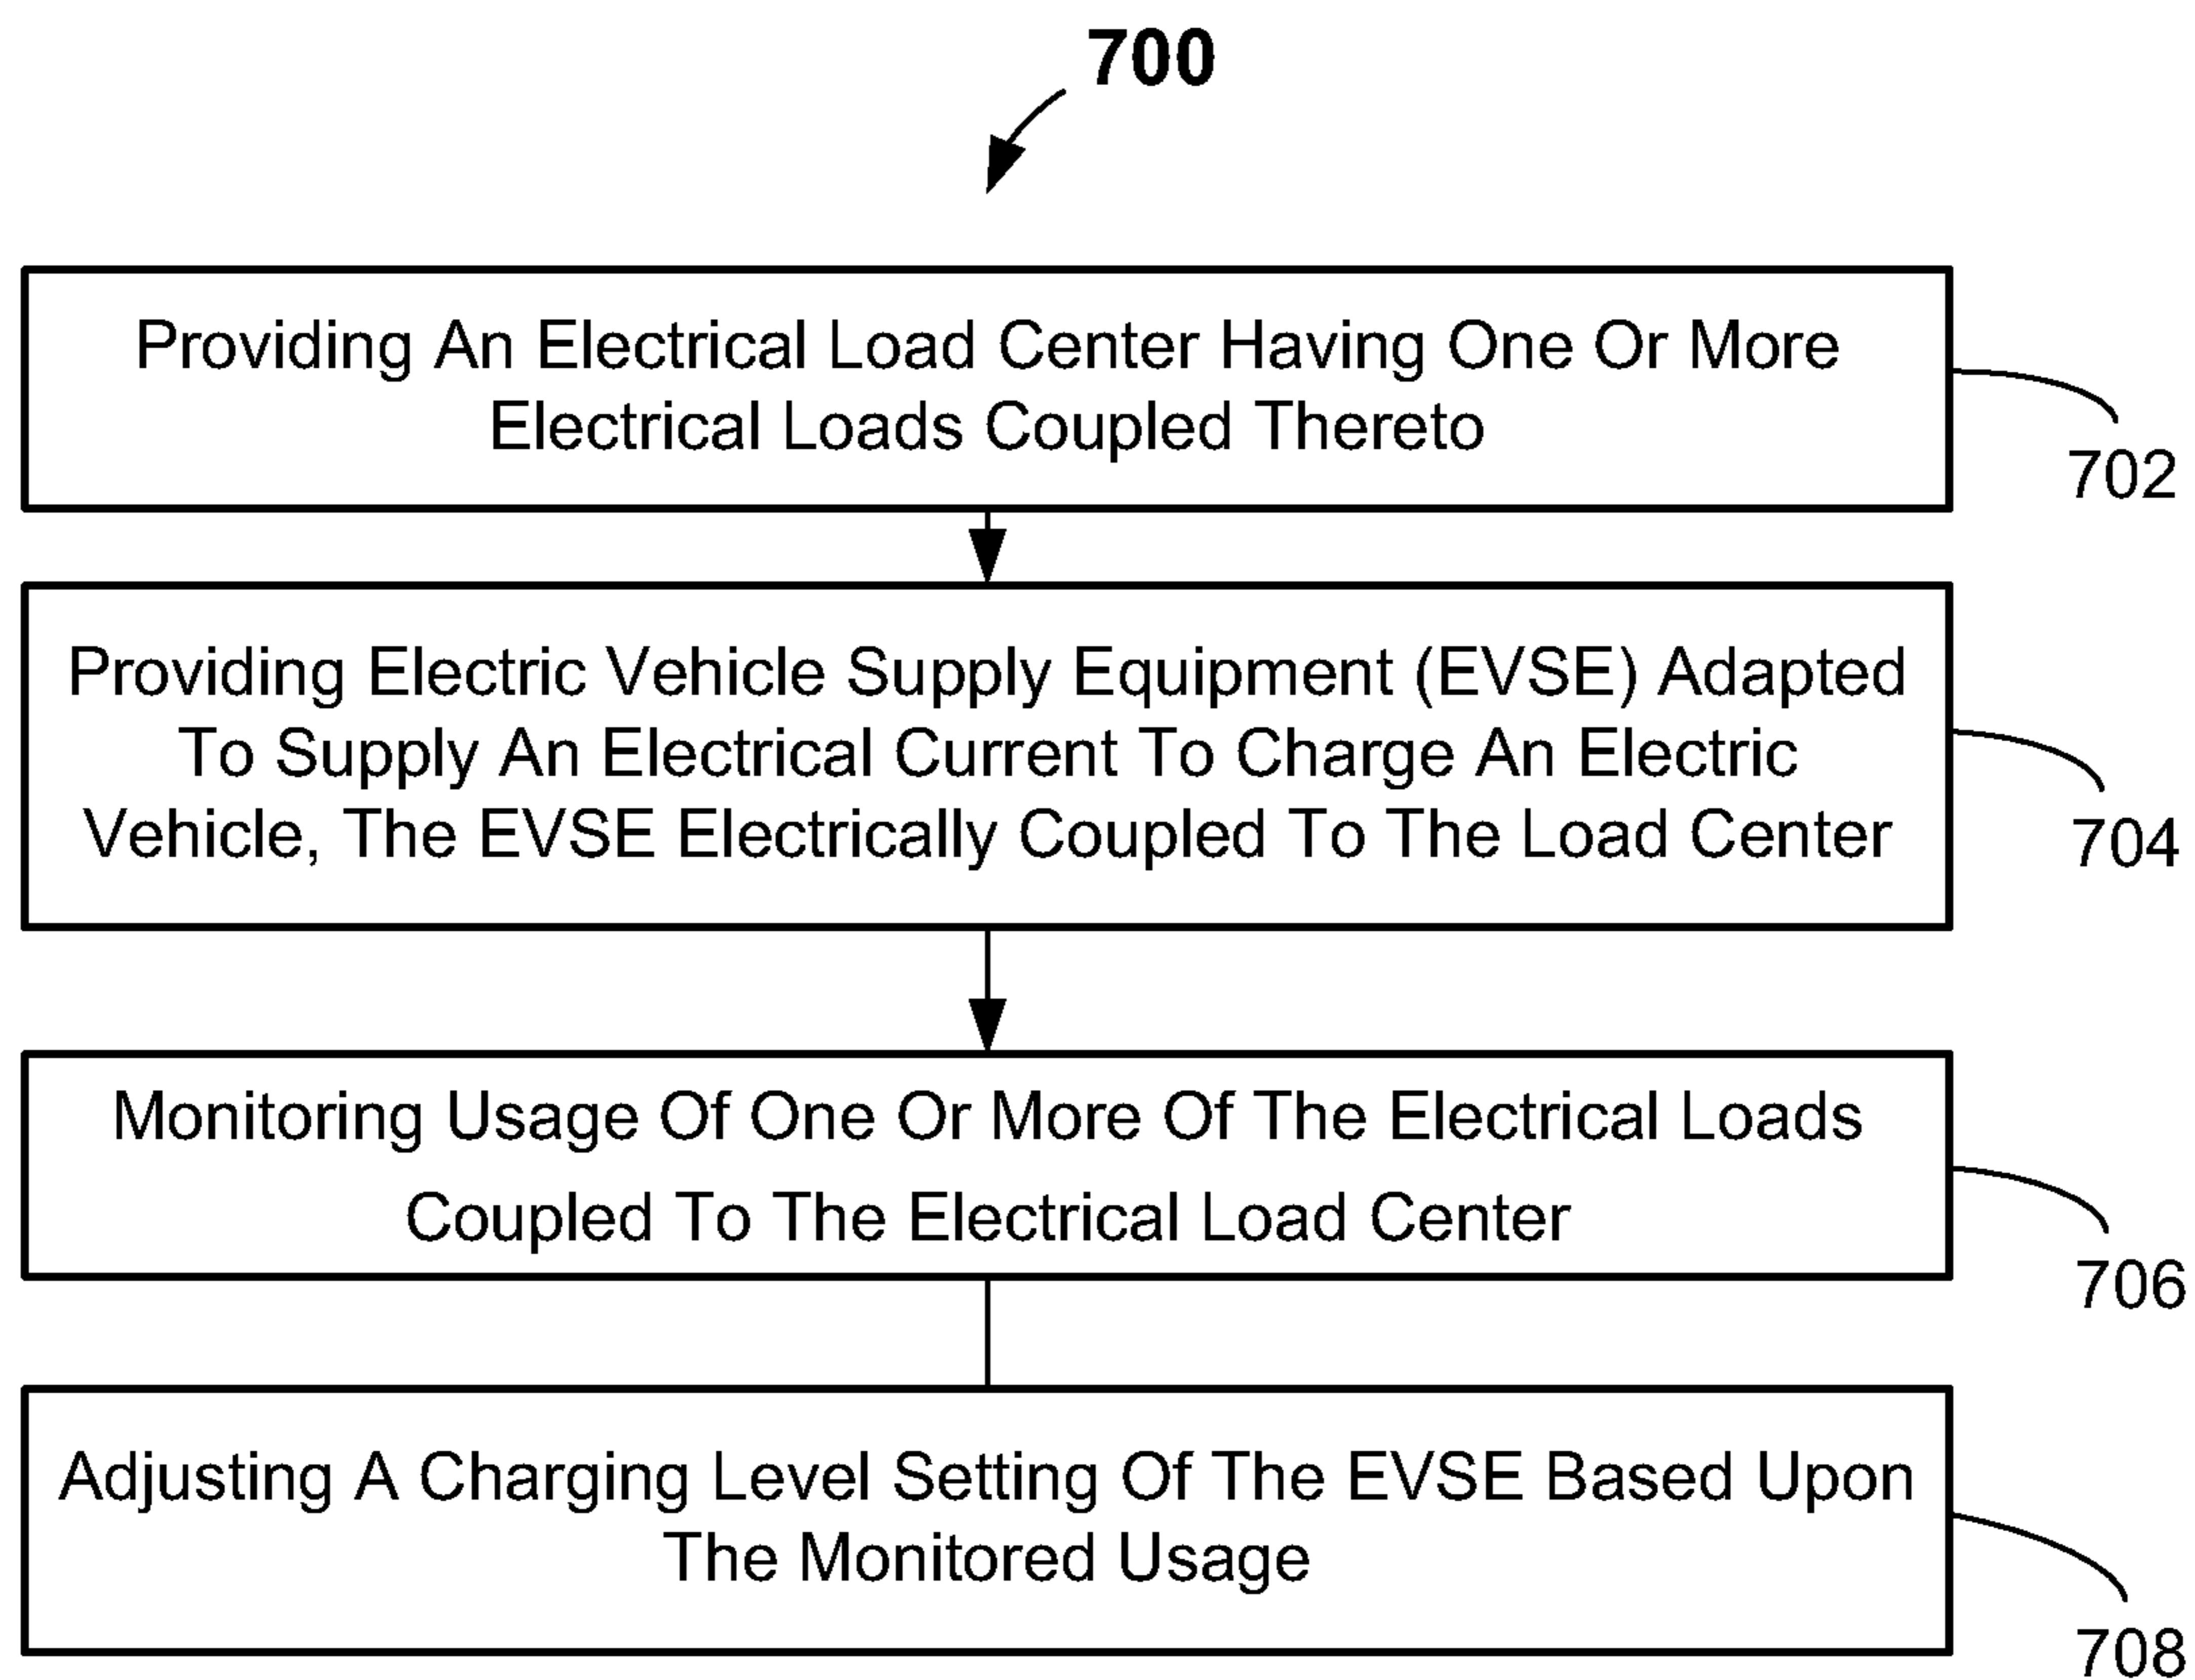 700
Providing An Electrical Load Center Having One Or More
Electrical Loads Coupled Thereto
702
Providing Electric Vehicle Supply Equipment (EVSE) Adapted
To Supply An Electrical Current To Charge An Electric
Vehicle, The EVSE Electrically Coupled To The Load Center
704
Monitoring Usage Of One Or More Of The Electrical Loads
Coupled To The Electrical Load Center
706
Adjusting A Charging Level Setting Of The EVSE Based Upon
The Monitored Usage
708